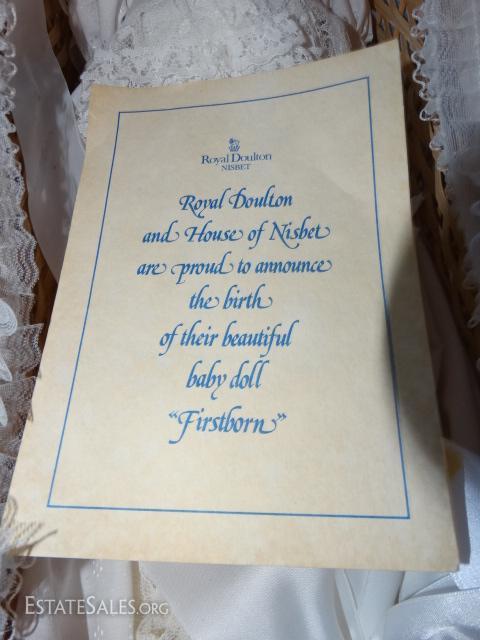 Royal Doulton
NISBET
Royal Doulton
and House of Nisbet
are proud to announce
the birth
of their beautiful
baby doll
"Firstborn"
ESTATESALES.ORG